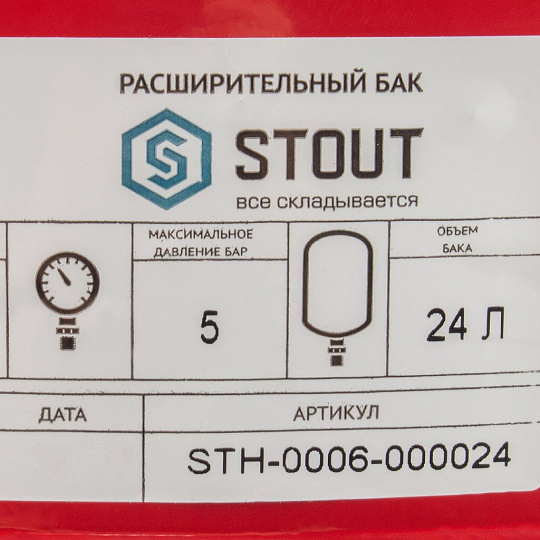 РАСШИРИТЕЛЬНЫЙ БАК
STOUT
все складывается
МАКСИМАЛЬНОЕ
ДАВЛЕНИЕ БАР
5
ОБЪЕМ
БАКА
24 Л
ДАТА
АРТИКУЛ
STH-0006-000024